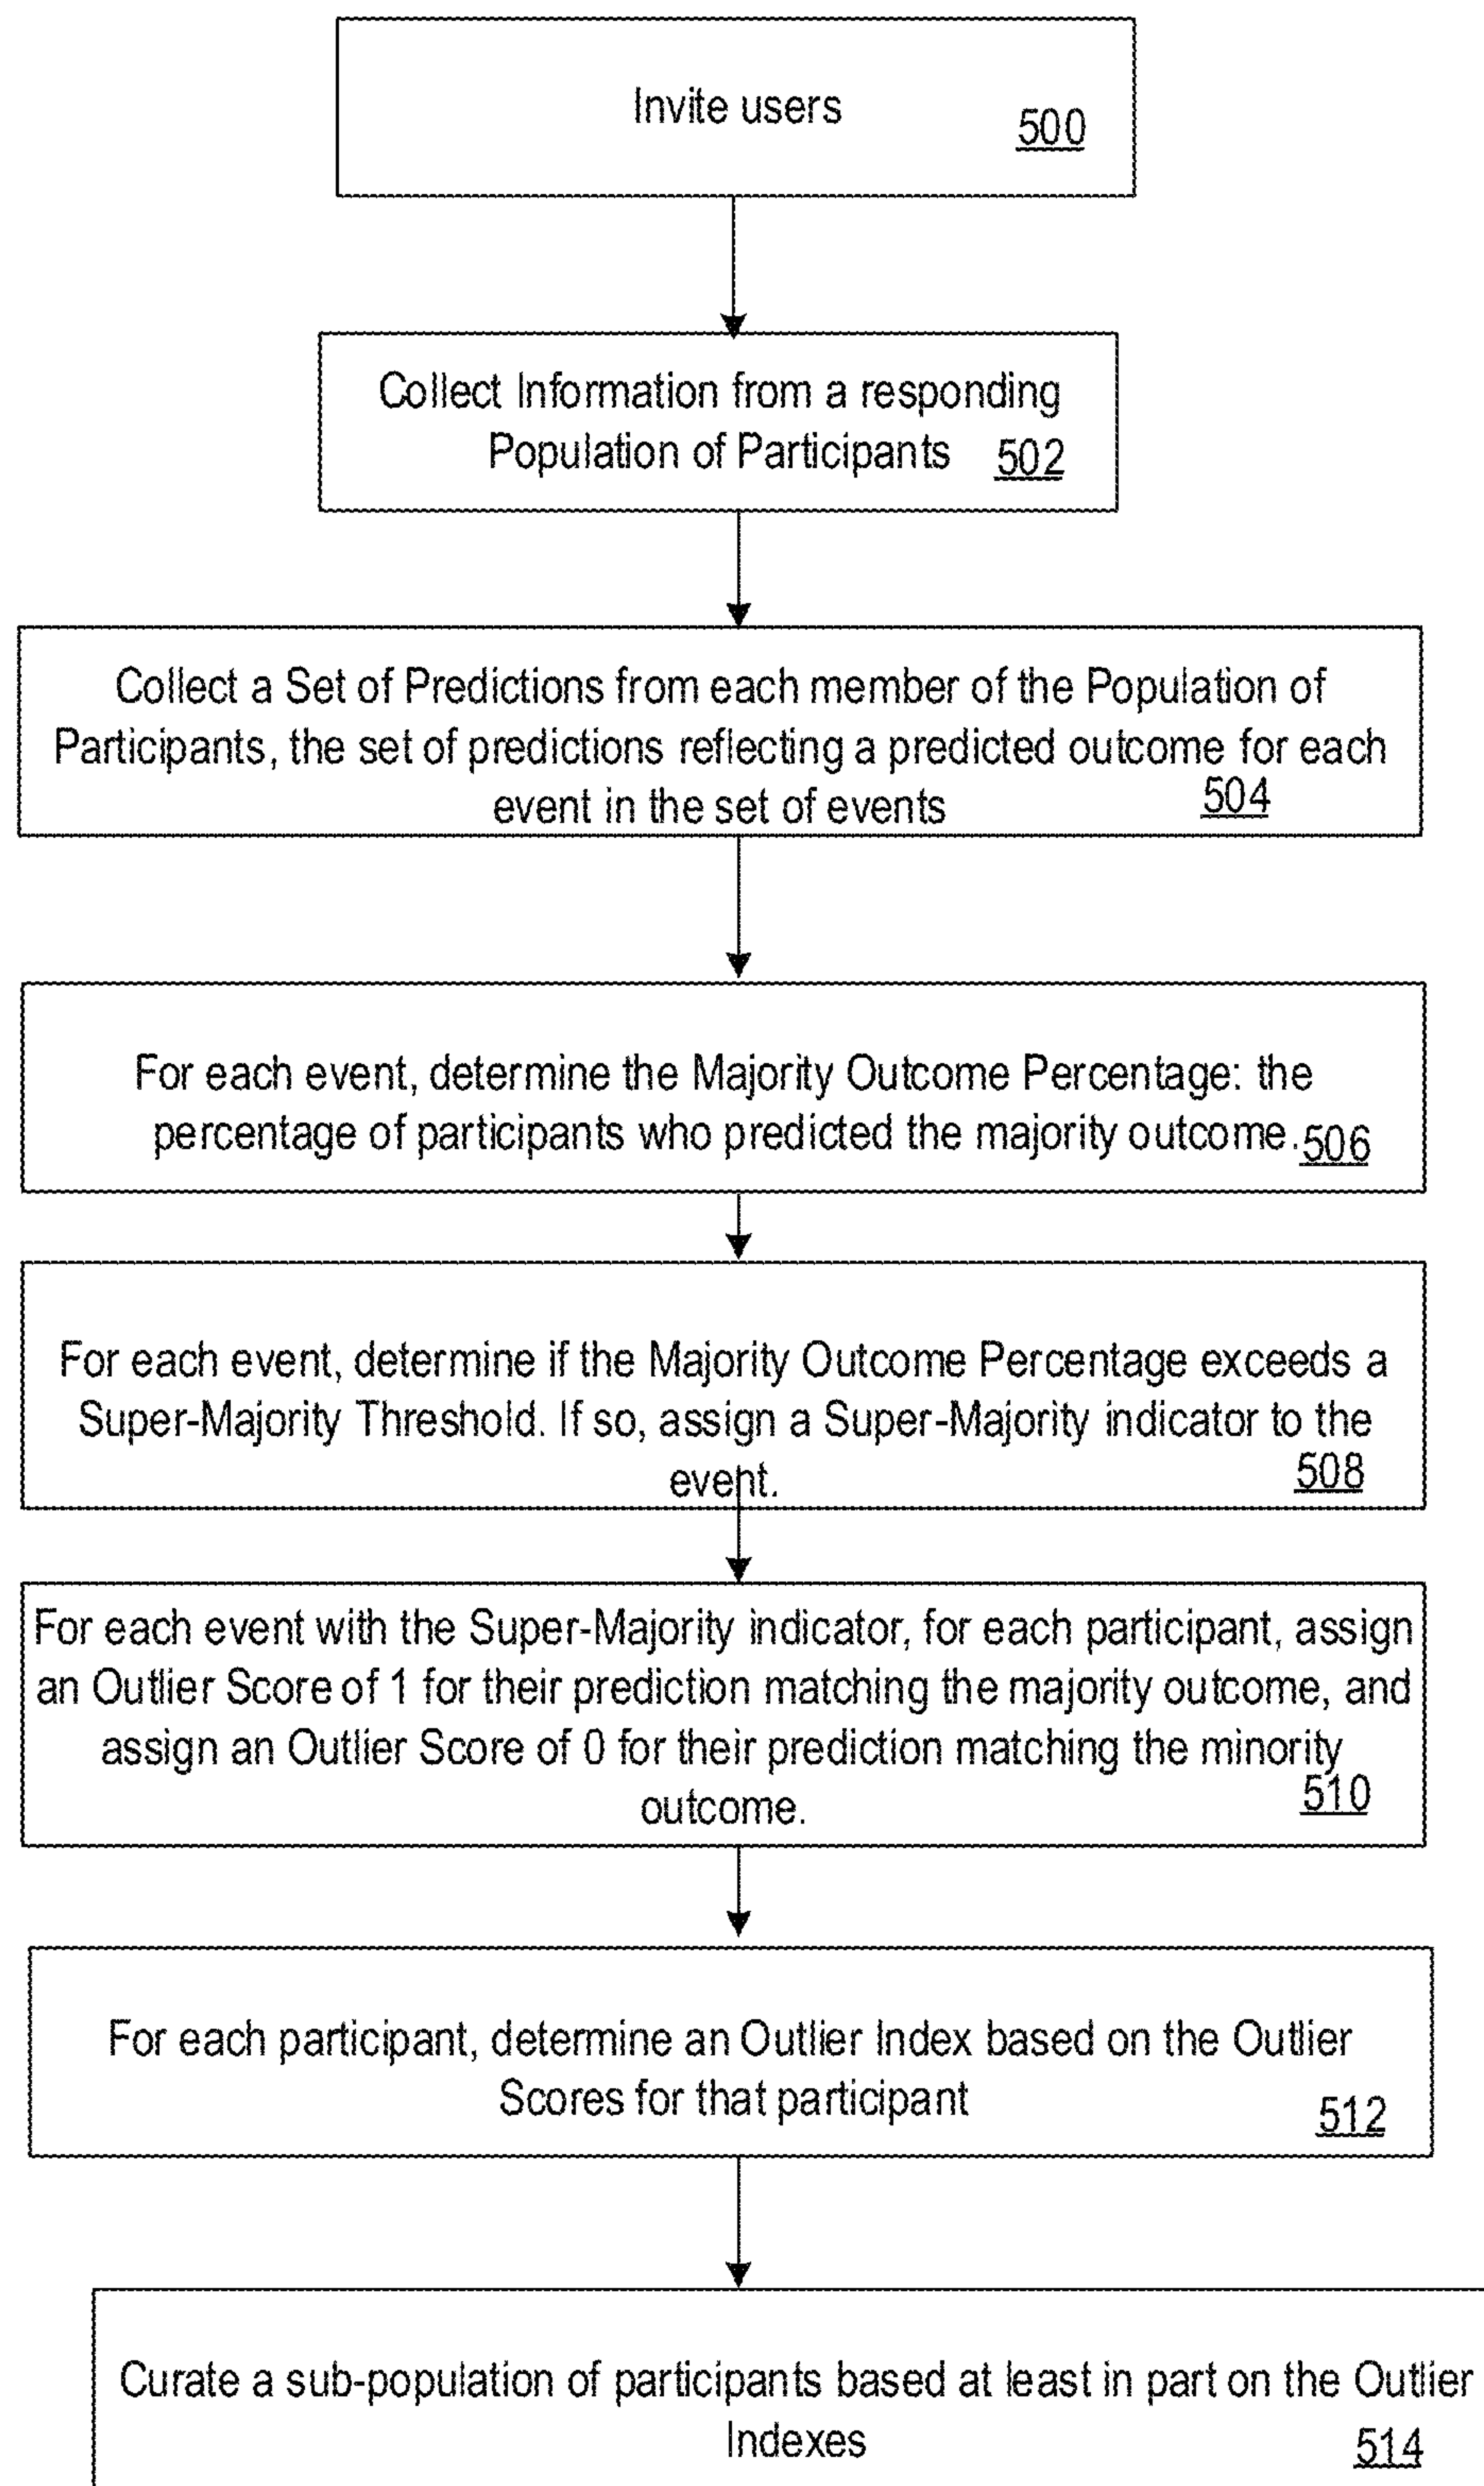 Invite users
500
Collect Information from a responding
Population of Participants 502
Collect a Set of Predictions from each member of the Population of
Participants, the set of predictions reflecting a predicted outcome for each
event in the set of events 504
For each event, determine the Majority Outcome Percentage: the
percentage of participants who predicted the majority outcome. 506
For each event, determine if the Majority Outcome Percentage exceeds a
Super-Majority Threshold. If so, assign a Super-Majority indicator to the
event. 508
For each event with the Super-Majority indicator, for each participant, assign
an Outlier Score of 1 for their prediction matching the majority outcome, and
assign an Outlier Score of 0 for their prediction matching the minority
outcome. 510
For each participant, determine an Outlier Index based on the Outlier
Scores for that participant 512
Curate a sub-population of participants based at least in part on the Outlier
Indexes 514